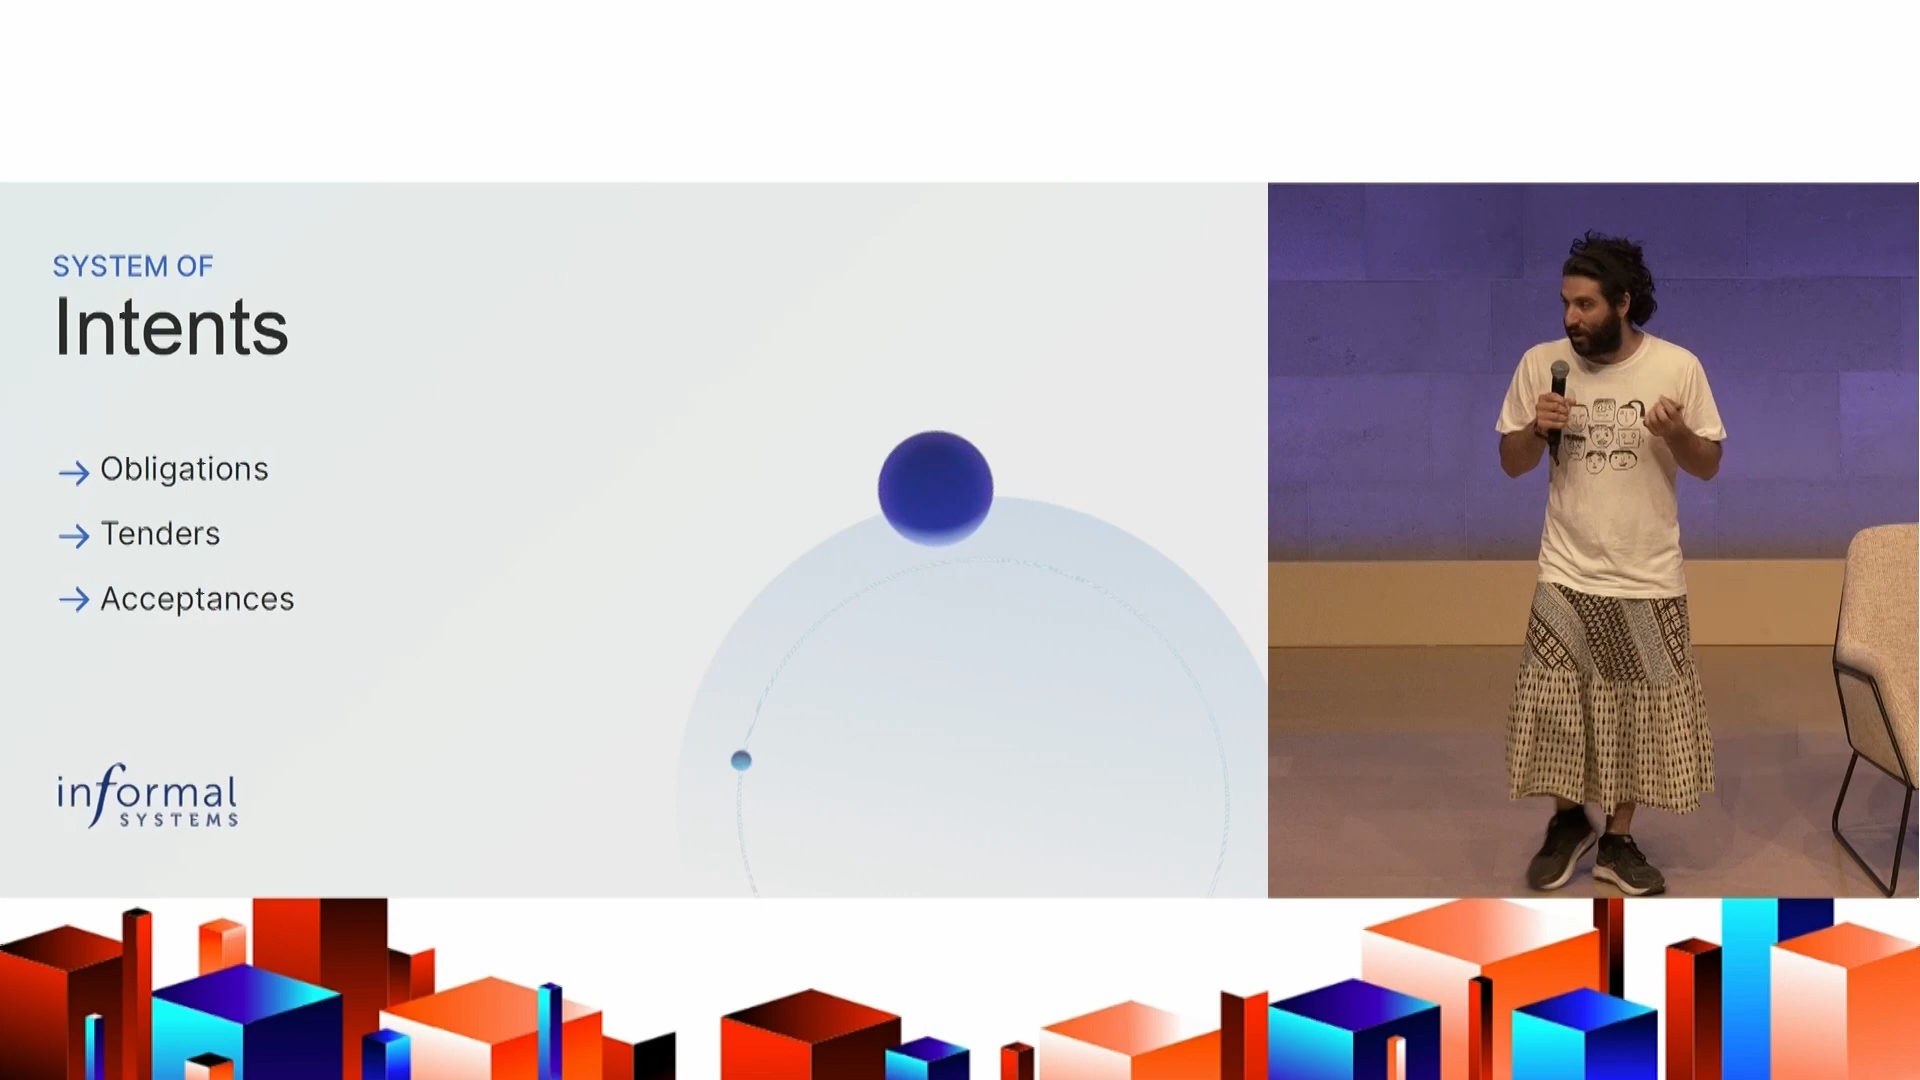 SYSTEM OF
Intents
→ Obligations
→ Tenders
→ Acceptances
informal
SYSTEMS